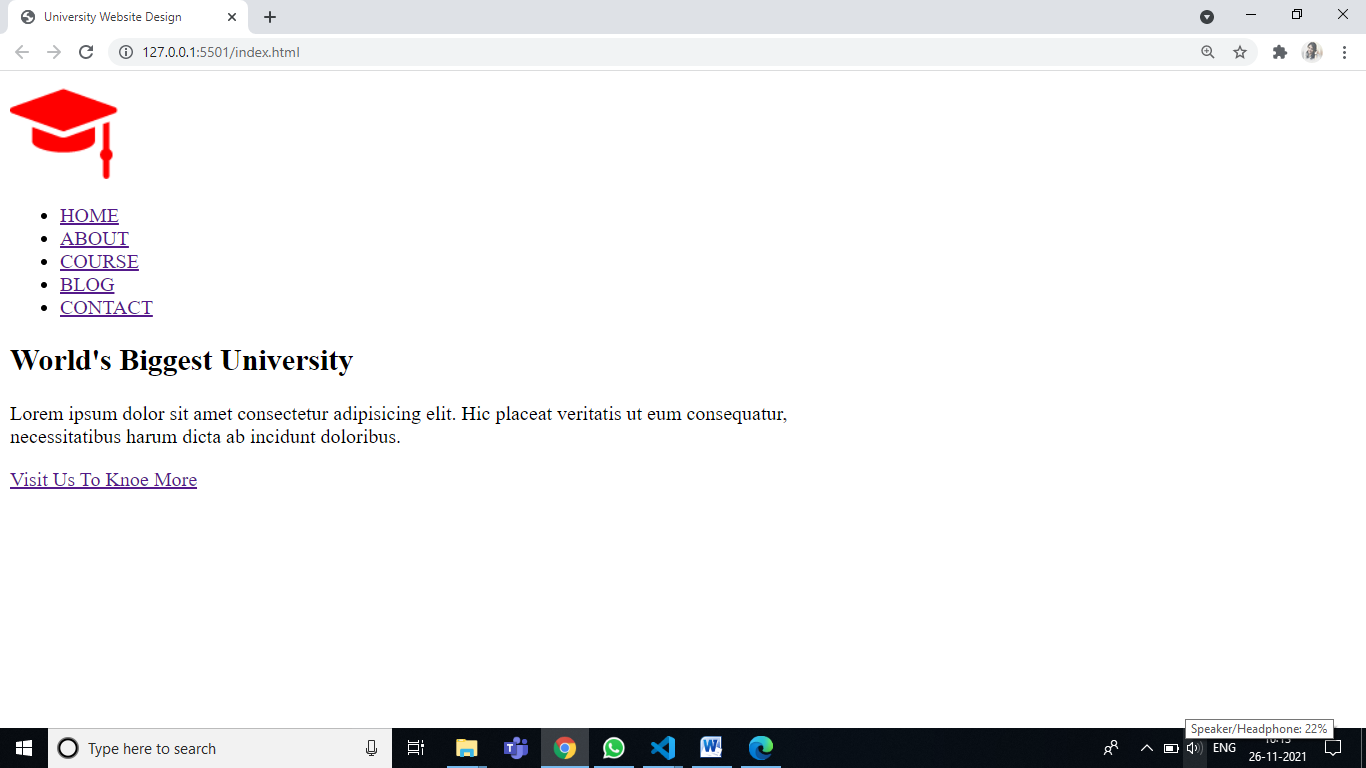 University Website Design
127.0.0.1:5501/index.html
HOME
ABOUT
COURSE
BLOG
CONTACT
World's Biggest University
Lorem ipsum dolor sit amet consectetur adipisicing elit. Hic placeat veritatis ut eum consequatur,
necessitatibus harum dicta ab incidunt doloribus.
Visit Us To Knoe More
Speaker/Headphone: 22%
Type here to search
ENG
26-11-2021